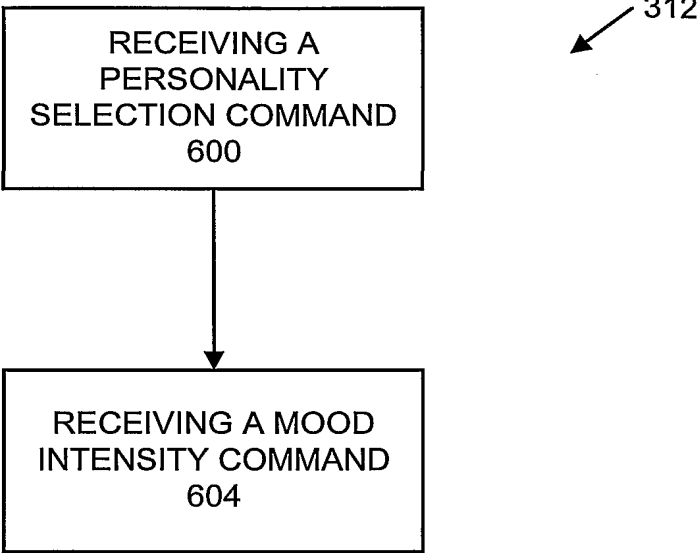 312
RECEIVING A
PERSONALITY
SELECTION COMMAND
600
RECEIVING A MOOD
INTENSITY COMMAND
604